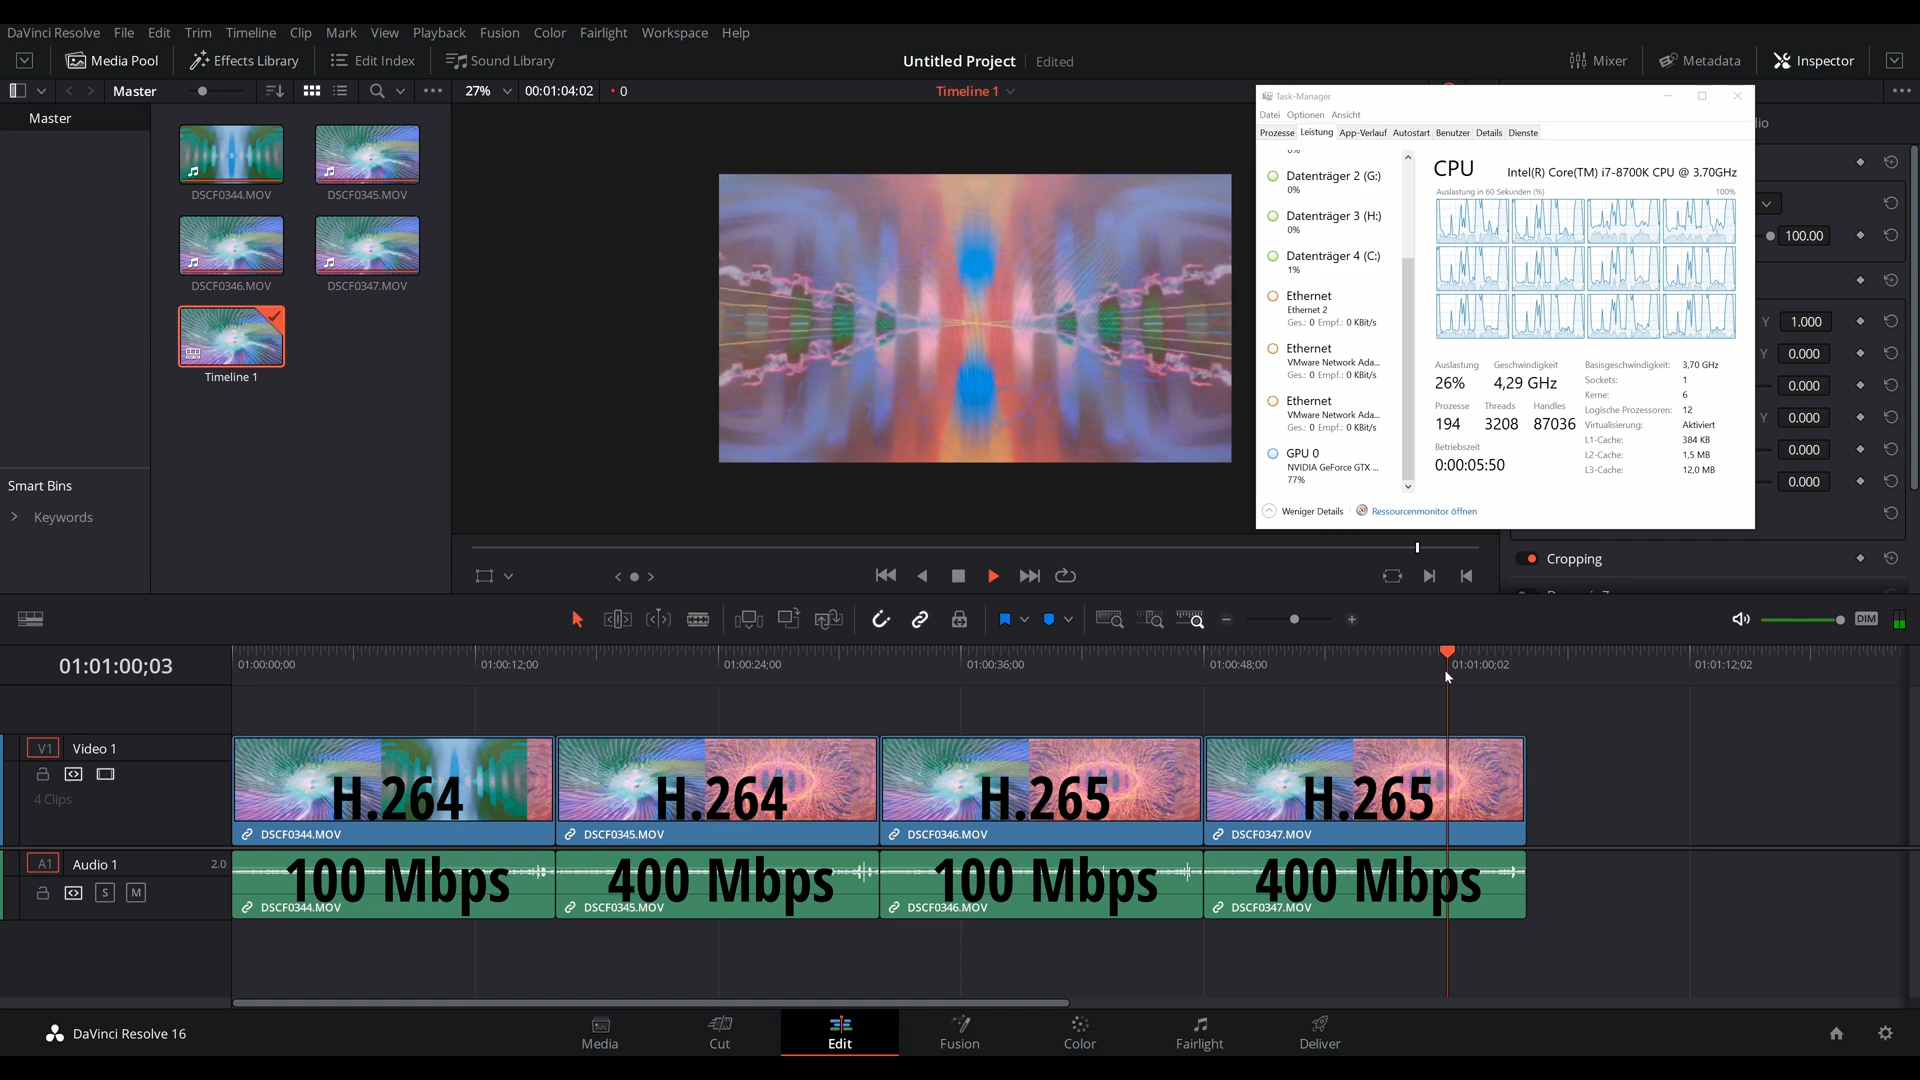 DaVinci Resolve File Edit Trim Timeline Clip Mark View Playback Fusion Color Fairlight Workspace Help
Media Pool Effects Library Edit Index Sound Library Untitled Project Edited Mixer Metadata Inspector
Master 27% 00:01:04:02 • 0 Timeline 1
Master
DSCF0344.MOV DSCF0345.MOV
DSCF0346.MOV DSCF0347.MOV
Timeline 1
Smart Bins
Keywords
Task-Manager
Datei Optionen Ansicht
Prozesse Leistung App-Verlauf Autostart Benutzer Details Dienste
Datenträger 2 (G:)
0%
Datenträger 3 (H:)
0%
Datenträger 4 (C:)
1%
Ethernet
Ethernet 2
Ges.: 0 Empf.: 0 KBit/s
Ethernet
VMware Network Ada...
Ges.: 0 Empf.: 0 KBit/s
Ethernet
VMware Network Ada...
Ges.: 0 Empf.: 0 KBit/s
GPU 0
NVIDIA GeForce GTX ...
77%
CPU Intel(R) Core(TM) i7-8700K CPU @ 3.70GHz
Auslastung in 60 Sekunden (%) 100%
Auslastung Geschwindigkeit
26% 4,29 GHz
Prozesse Threads Handles
194 3208 87036
Betriebszeit
0:00:05:50
Basisgeschwindigkeit: 3,70 GHz
Sockets: 1
Kerne: 6
Logische Prozessoren: 12
Virtualisierung: Aktiviert
L1-Cache: 384 KB
L2-Cache: 1,5 MB
L3-Cache: 12,0 MB
Weniger Details Ressourcenmonitor öffnen
100.00
Y 1.000
Y 0.000
0.000
Y 0.000
0.000
0.000
Cropping
DIM
01:01:00;03 01:00:00;00 01:00:12;00 01:00:24;00 01:00:36;00 01:00:48;00 01:01:00;02 01:01:12;02
V1 Video 1
4 Clips
H.264 H.264 H.265 H.265
DSCF0344.MOV DSCF0345.MOV DSCF0346.MOV DSCF0347.MOV
A1 Audio 1 2.0
S M
100 Mbps 400 Mbps 100 Mbps 400 Mbps
DSCF0344.MOV DSCF0345.MOV DSCF0346.MOV DSCF0347.MOV
DaVinci Resolve 16 Media Cut Edit Fusion Color Fairlight Deliver